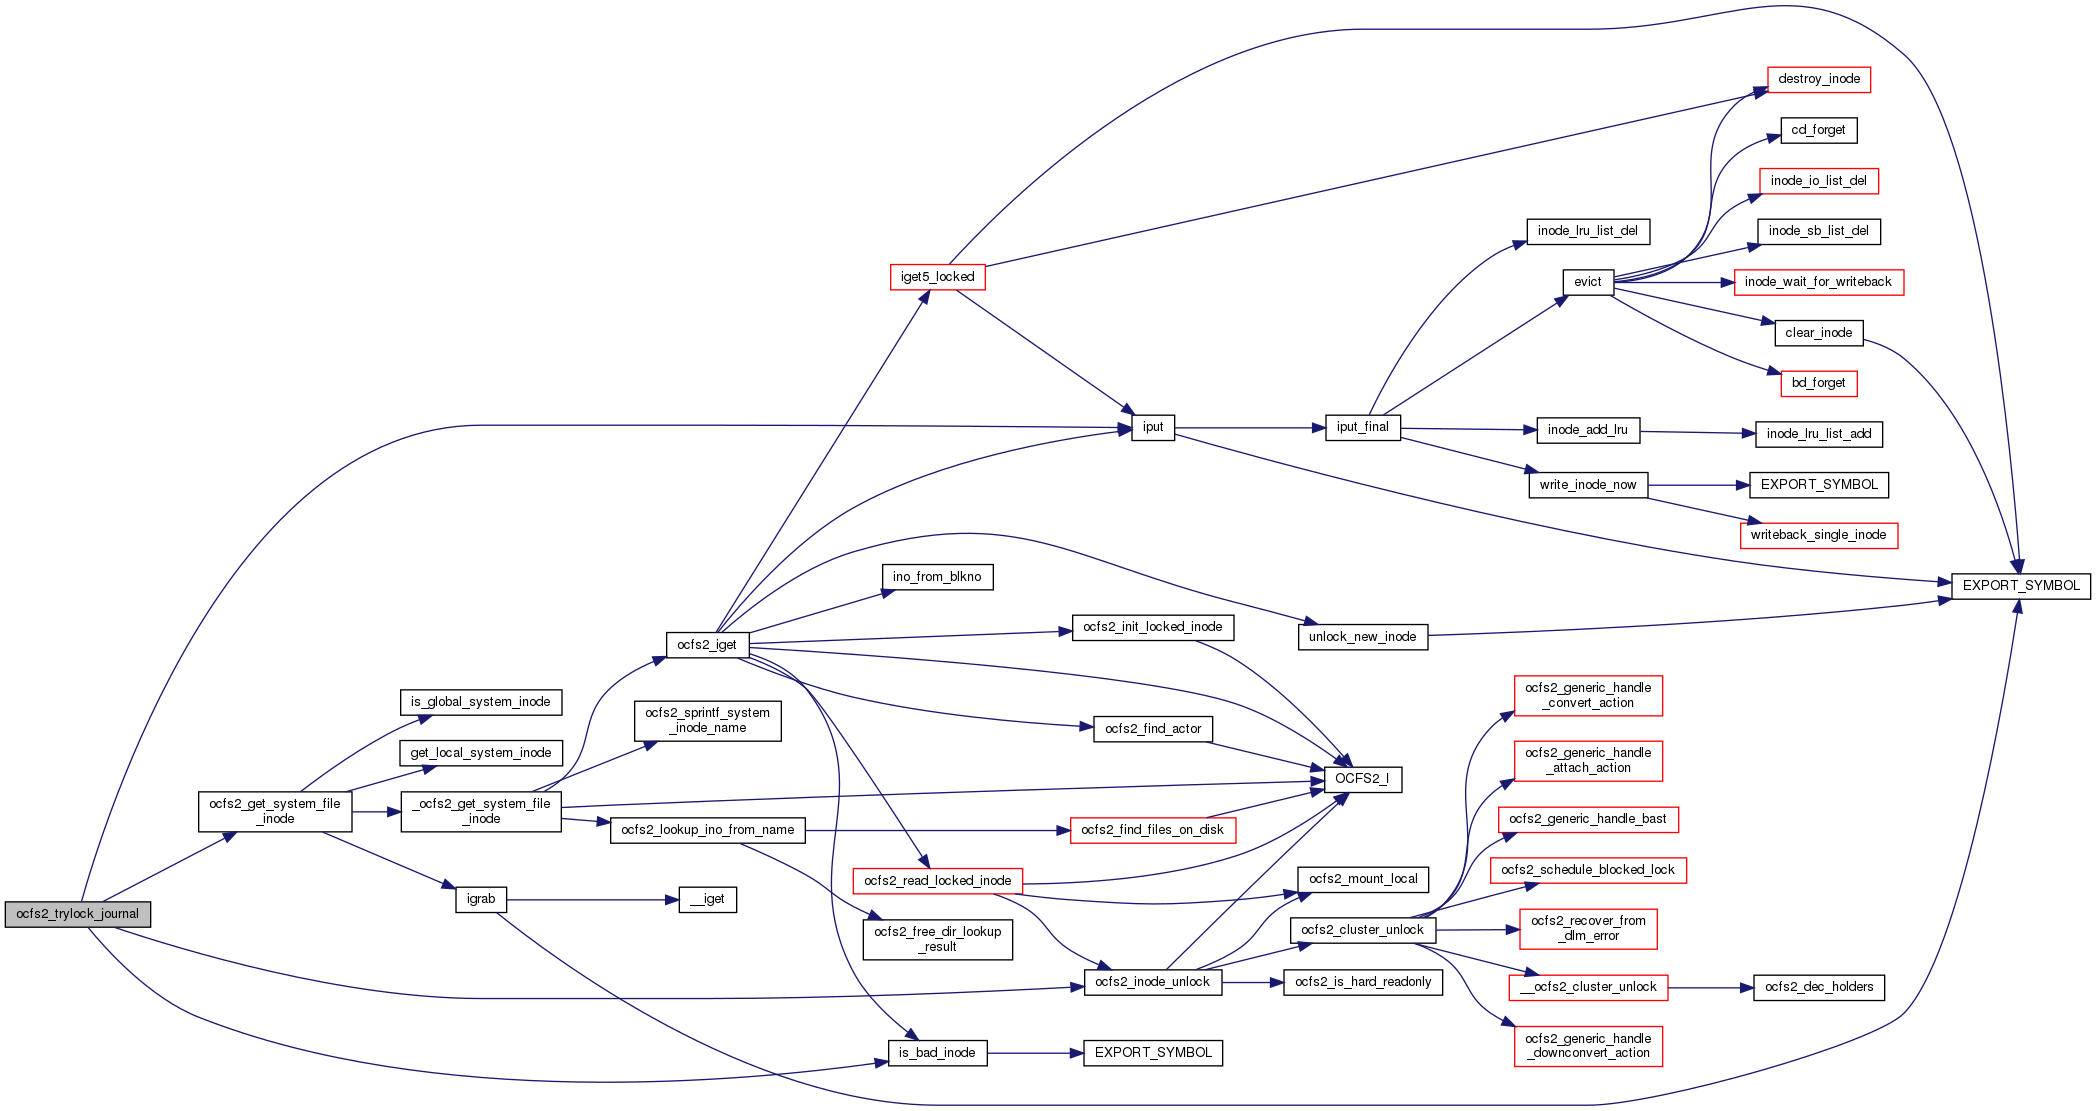 destroy_inode
cd_forget
inode_io_list_del
inode_lru_list_del
inode_sb_list_del
iget5_locked
evict
inode_wait_for_writeback
clear_inode
bd_forget
iput
iput_final
inode_add_lru
inode_lru_list_add
write_inode_now
EXPORT_SYMBOL
writeback_single_inode
ino_from_blkno
EXPORT_SYMBOL
ocfs2_init_locked_inode
unlock_new_inode
ocfs2_iget
is_global_system_inode
ocfs2_sprintf_system
_inode_name
ocfs2_generic_handle
_convert_action
ocfs2_find_actor
get_local_system_inode
ocfs2_generic_handle
_attach_action
OCFS2_I
ocfs2_get_system_file
_inode
_ocfs2_get_system_file
_inode
ocfs2_lookup_ino_from_name
ocfs2_find_files_on_disk
ocfs2_generic_handle_bast
ocfs2_schedule_blocked_lock
ocfs2_read_locked_inode
ocfs2_mount_local
igrab
__iget
ocfs2_trylock_journal
ocfs2_free_dir_lookup
_result
ocfs2_cluster_unlock
ocfs2_recover_from
_dlm_error
ocfs2_inode_unlock
ocfs2_is_hard_readonly
__ocfs2_cluster_unlock
ocfs2_dec_holders
is_bad_inode
EXPORT_SYMBOL
ocfs2_generic_handle
_downconvert_action